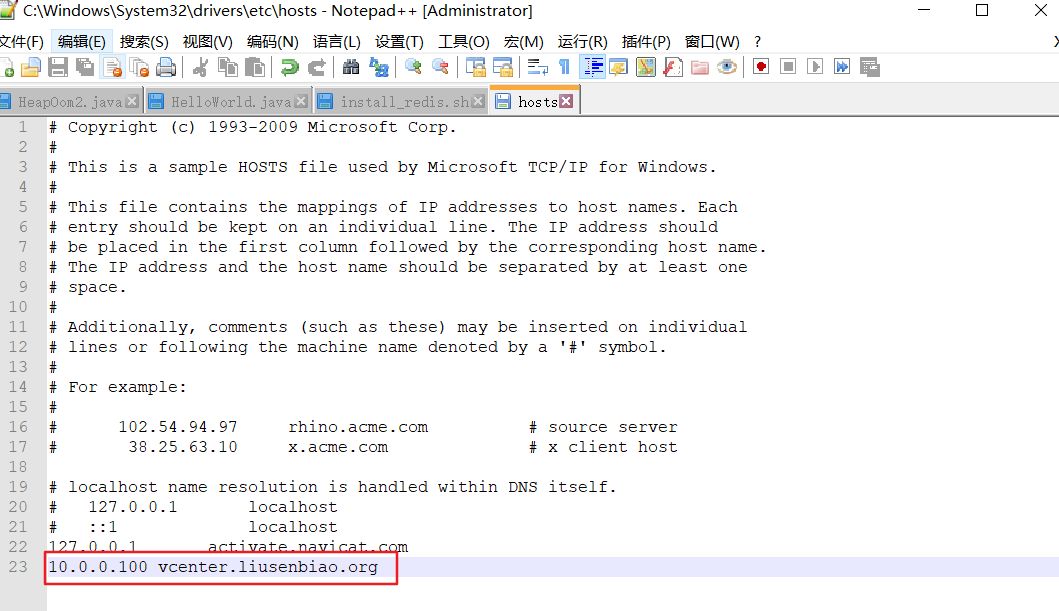 C:\Windows\System32\drivers\etc\hosts - Notepad++ [Administrator]
文件(F) 编辑(E) 搜索(S) 视图(V) 编码(N) 语言(L) 设置(T) 工具(O) 宏(M) 运行(R) 插件(P) 窗口(W) ?
HeapOom2.java HelloWorld.java install_redis.sh hosts
1 # Copyright (c) 1993-2009 Microsoft Corp.
2 #
3 # This is a sample HOSTS file used by Microsoft TCP/IP for Windows.
4 #
5 # This file contains the mappings of IP addresses to host names. Each
6 # entry should be kept on an individual line. The IP address should
7 # be placed in the first column followed by the corresponding host name.
8 # The IP address and the host name should be separated by at least one
9 # space.
10 #
11 # Additionally, comments (such as these) may be inserted on individual
12 # lines or following the machine name denoted by a '#' symbol.
13 #
14 # For example:
15 #
16 # 102.54.94.97 rhino.acme.com # source server
17 # 38.25.63.10 x.acme.com # x client host
18
19 # localhost name resolution is handled within DNS itself.
20 # 127.0.0.1 localhost
21 # ::1 localhost
22 127.0.0.1 activate.navicat.com
23 10.0.0.100 vcenter.liusenbiao.org